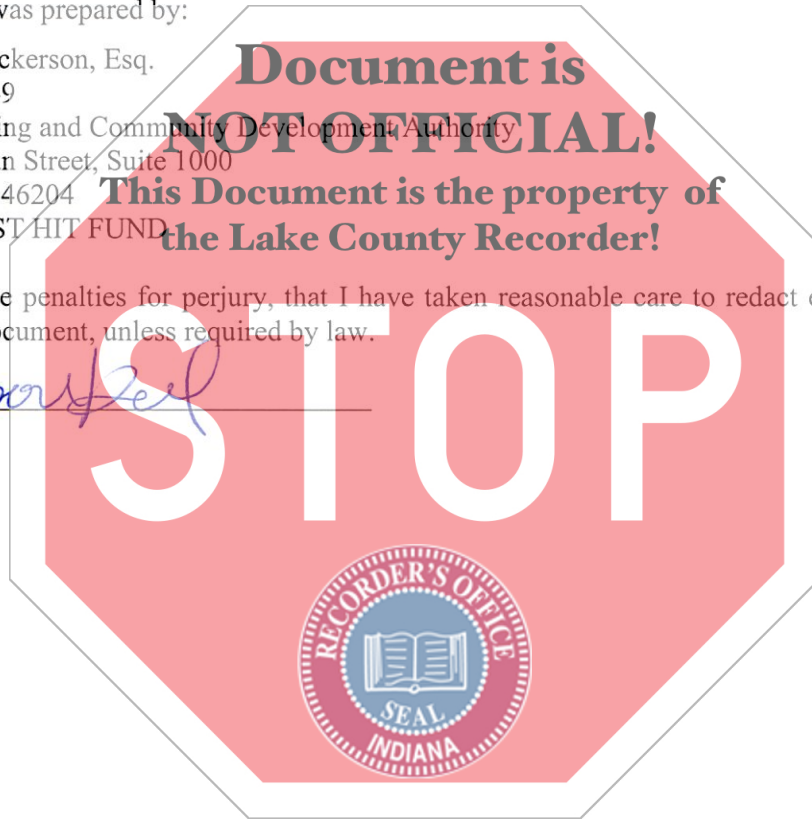 was prepared by:
ckerson, Esq.
Document is
9
ing and Community Development Authority
NOT OFFICIAL!
n Street, Suite 1000
46204
This Document is the property of
ST HIT FUND
the Lake County Recorder!
e penalties for perjury, that I have taken reasonable care to redact
ocument, unless required by law.
STOP
RECORDER'S OFFICE
SEAL
INDIANA